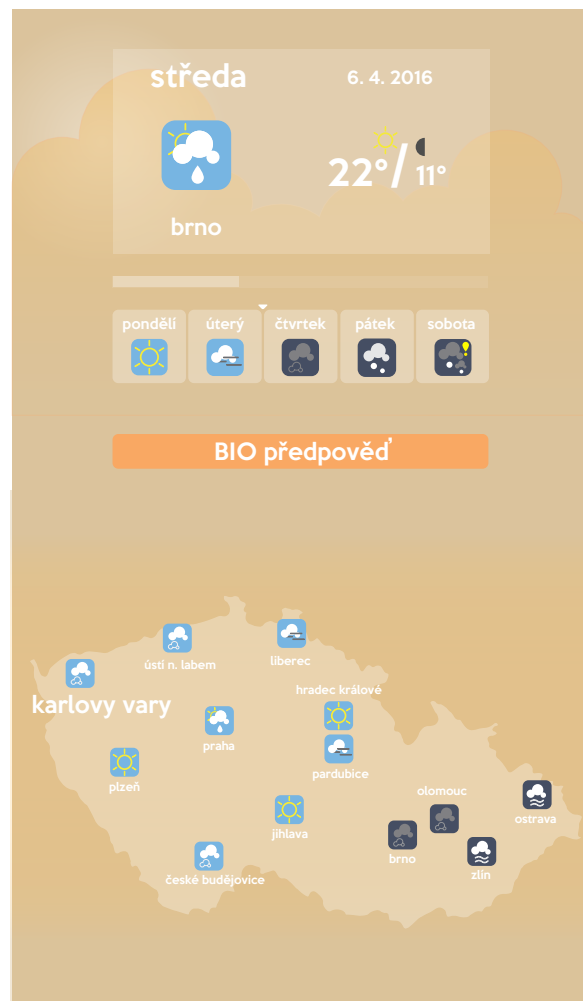 středa
6. 4. 2016
22°/ 11°
brno
pondělí úterý čtvrtek pátek sobota
BIO předpověď
ústí n. labem
liberec
karlovy vary
hradec králové
praha
pardubice
plzeň
olomouc
ostrava
jihlava
brno
zlín
české budějovice